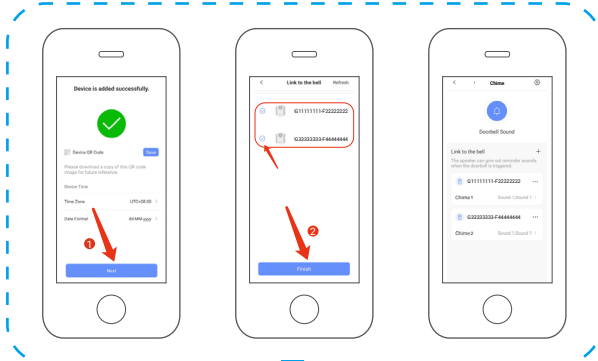 Device is added successfully.
Device QR Code
Save
Please download a copy of this QR code
image for future reference.
Device Time
Time Zone
UTC+08:00
Date Format
1
Next
Link to the bell
Refresh
G11111111-F22222222
G33333333-F44444444
2
Finish
Chime
Doorbell Sound
Link to the bell
+
The speaker can give out reminder sounds
when the doorbell is triggered.
G11111111-F22222222
Chime 1
Sound 1,Sound 1
G33333333-F44444444
Chime 2
Sound 1,Sound 1